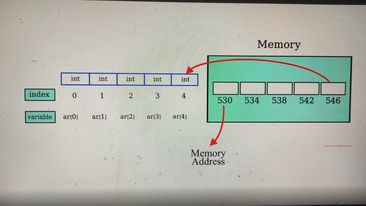 Memory
int int int int int
index 0 1 2 3 4
530 534 538 542 546
variable ar(0) ar(1) ar(2) ar(3) ar(4)
Memory
Address